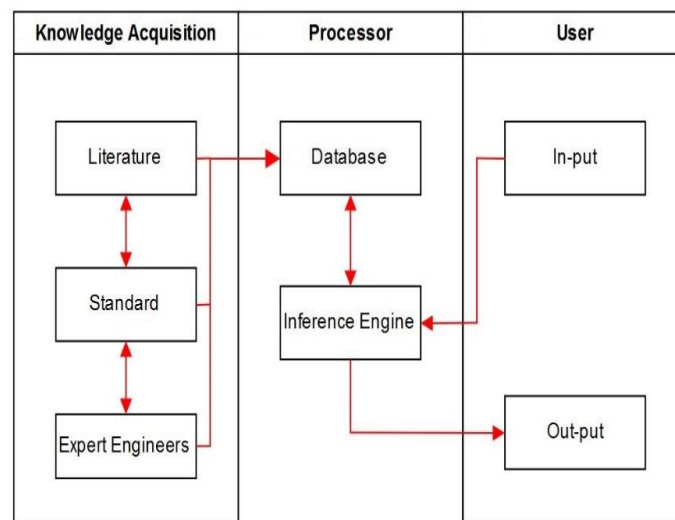 Knowledge Acquisition
Processor
User
Literature
Database
In-put
Standard
Inference Engine
Expert Engineers
Out-put